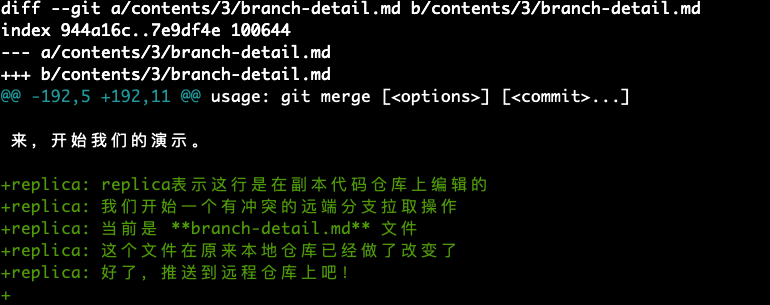 diff --git a/contents/3/branch-detail.md b/contents/3/branch-detail.md
index 944a16c..7e9df4e 100644
--- a/contents/3/branch-detail.md
+++ b/contents/3/branch-detail.md
@@ -192,5 +192,11 @@ usage: git merge [<options>] [<commit>...]
来，开始我们的演示。
+replica: replica表示这行是在副本代码仓库上编辑的
+replica: 我们开始一个有冲突的远端分支拉取操作
+replica: 当前是 **branch-detail.md** 文件
+replica: 这个文件在原来本地仓库已经做了改变了
+replica: 好了，推送到远程仓库上吧！
+